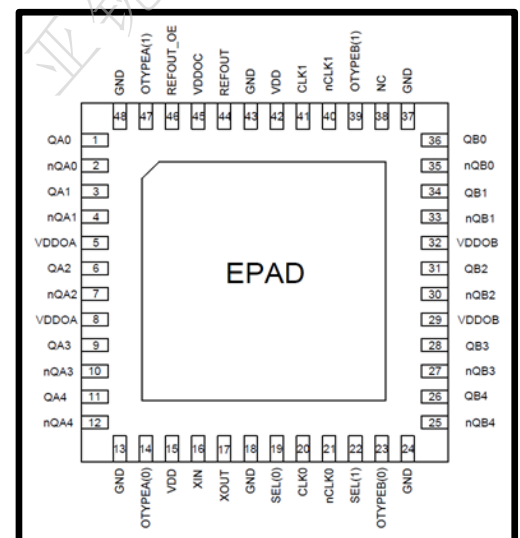 亚
GND OTYPEA(1) REFOUT_OE VDDOC REFOUT GND VDD CLK1 nCLK1 OTYPEB(1) NC GND
48 47 46 45 44 43 42 41 40 39 38 37
QA0 1 36 QB0
nQA0 2 35 nQB0
QA1 3 34 QB1
nQA1 4 33 nQB1
VDDOA 5 32 VDDOB
QA2 6 31 QB2
EPAD
nQA2 7 30 nQB2
VDDOA 8 29 VDDOB
QA3 9 28 QB3
nQA3 10 27 nQB3
QA4 11 26 QB4
nQA4 12 25 nQB4
13 14 15 16 17 18 19 20 21 22 23 24
GND OTYPEA(0) VDD XIN XOUT GND SEL(0) CLK0 nCLK0 SEL(1) OTYPEB(0) GND